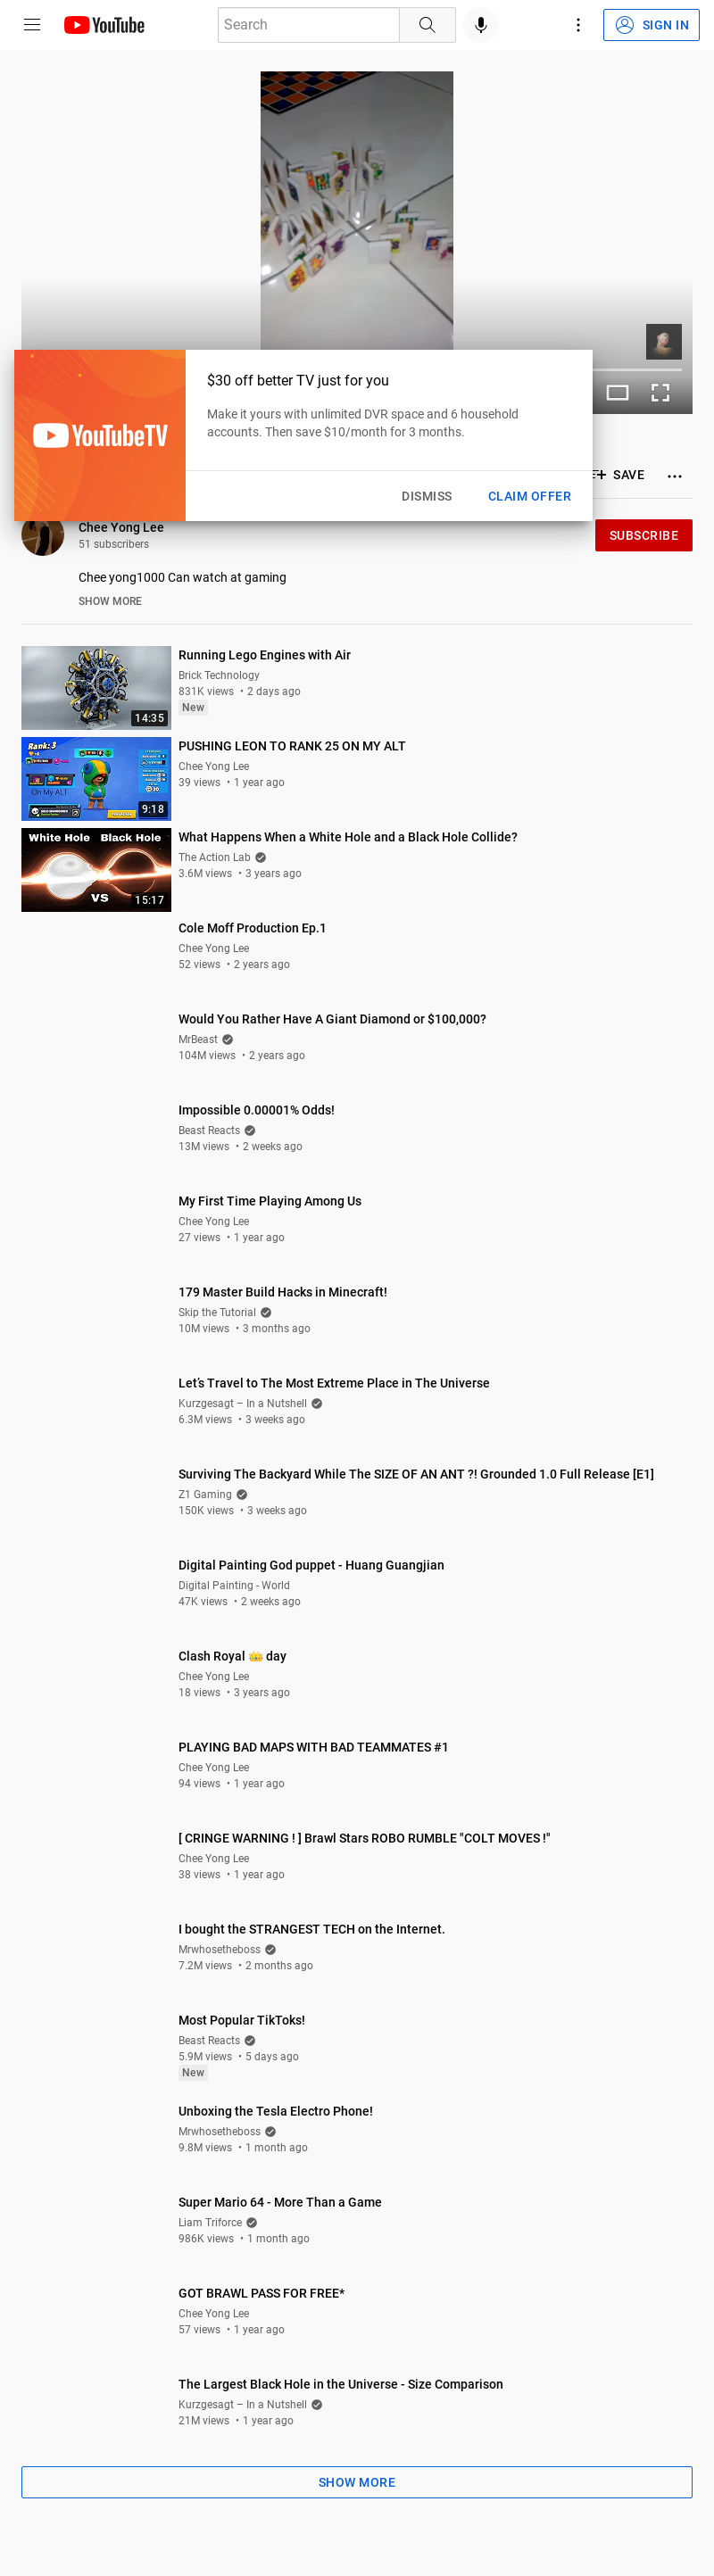 YouTube
Search
SIGN IN
YouTubeTV
$30 off better TV just for you
Make it yours with unlimited DVR space and 6 household
accounts. Then save $10/month for 3 months.
DISMISS
CLAIM OFFER
SAVE
Chee Yong Lee
51 subscribers
SUBSCRIBE
Chee yong1000 Can watch at gaming
SHOW MORE
14:35
Running Lego Engines with Air
Brick Technology
831K views • 2 days ago
New
Rank: 3
On My ALT
9:18
PUSHING LEON TO RANK 25 ON MY ALT
Chee Yong Lee
39 views • 1 year ago
White Hole Black Hole
VS
15:17
What Happens When a White Hole and a Black Hole Collide?
The Action Lab
3.6M views • 3 years ago
Cole Moff Production Ep.1
Chee Yong Lee
52 views • 2 years ago
Would You Rather Have A Giant Diamond or $100,000?
MrBeast
104M views • 2 years ago
Impossible 0.00001% Odds!
Beast Reacts
13M views • 2 weeks ago
My First Time Playing Among Us
Chee Yong Lee
27 views • 1 year ago
179 Master Build Hacks in Minecraft!
Skip the Tutorial
10M views • 3 months ago
Let’s Travel to The Most Extreme Place in The Universe
Kurzgesagt – In a Nutshell
6.3M views • 3 weeks ago
Surviving The Backyard While The SIZE OF AN ANT ?! Grounded 1.0 Full Release [E1]
Z1 Gaming
150K views • 3 weeks ago
Digital Painting God puppet - Huang Guangjian
Digital Painting - World
47K views • 2 weeks ago
Clash Royal 👑 day
Chee Yong Lee
18 views • 3 years ago
PLAYING BAD MAPS WITH BAD TEAMMATES #1
Chee Yong Lee
94 views • 1 year ago
[ CRINGE WARNING ! ] Brawl Stars ROBO RUMBLE "COLT MOVES !"
Chee Yong Lee
38 views • 1 year ago
I bought the STRANGEST TECH on the Internet.
Mrwhosetheboss
7.2M views • 2 months ago
Most Popular TikToks!
Beast Reacts
5.9M views • 5 days ago
New
Unboxing the Tesla Electro Phone!
Mrwhosetheboss
9.8M views • 1 month ago
Super Mario 64 - More Than a Game
Liam Triforce
986K views • 1 month ago
GOT BRAWL PASS FOR FREE*
Chee Yong Lee
57 views • 1 year ago
The Largest Black Hole in the Universe - Size Comparison
Kurzgesagt – In a Nutshell
21M views • 1 year ago
SHOW MORE